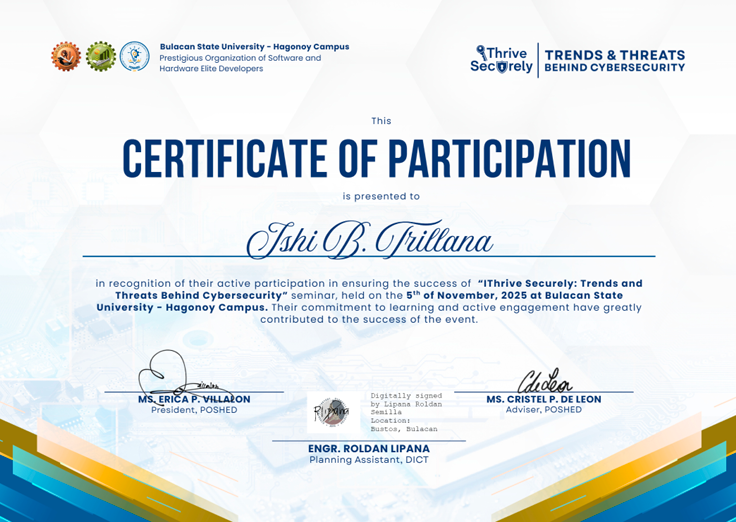 Bulacan State University - Hagonoy Campus
Prestigious Organization of Software and
Hardware Elite Developers
iThrive
Securely
TRENDS & THREATS
BEHIND CYBERSECURITY
This
CERTIFICATE OF PARTICIPATION
is presented to
Ishi B. Trillana
in recognition of their active participation in ensuring the success of “IThrive Securely: Trends and
Threats Behind Cybersecurity” seminar, held on the 5th of November, 2025 at Bulacan State
University - Hagonoy Campus. Their commitment to learning and active engagement have greatly
contributed to the success of the event.
MS. ERICA P. VILLALON
President, POSHED
CdeLeon
MS. CRISTEL P. DE LEON
Adviser, POSHED
Rlipana
Digitally signed
by Lipana Roldan
Semilla
Location:
Bustos, Bulacan
ENGR. ROLDAN LIPANA
Planning Assistant, DICT